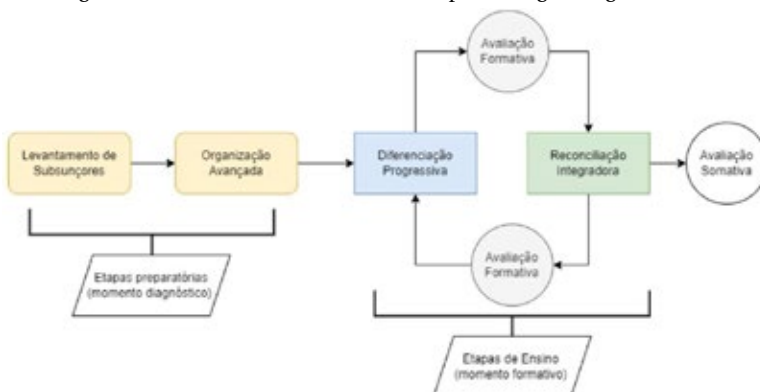 Avaliação
Formativa
Levantamento de
Subsunçores
Organização
Avançada
Diferenciação
Progressiva
Reconciliação
Integradora
Avaliação
Somativa
Avaliação
Formativa
Etapas preparatórias
(momento diagnóstico)
Etapas de Ensino
(momento formativo)